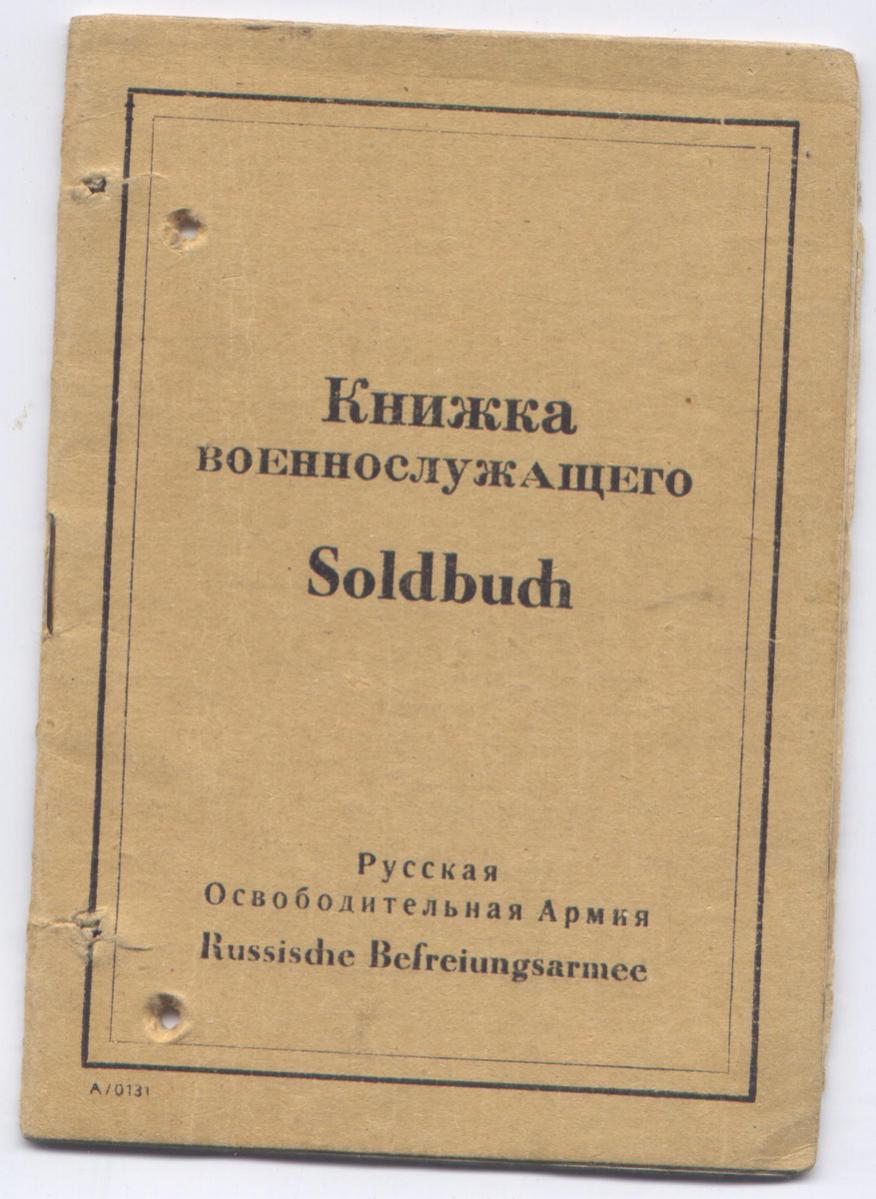 Книжка
военнослужащего
Soldbuch
Русская
Освободительная Армия
Russische Befreiungsarmee
A/0131